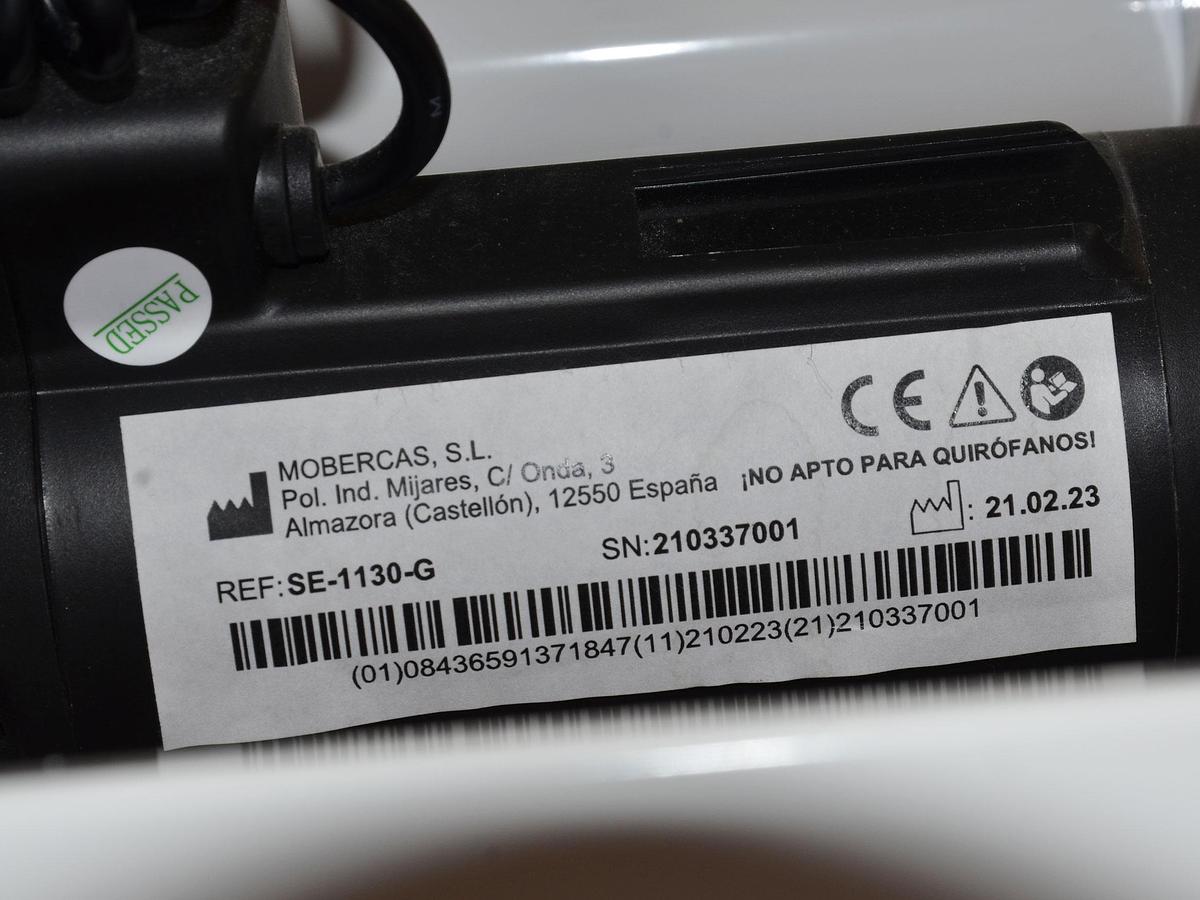 M
PASSED
CE
MOBERCAS, S.L.
Pol. Ind. Mijares, C/ Onda, 3
Almazora (Castellón), 12550 España
¡NO APTO PARA QUIRÓFANOS!
: 21.02.23
REF: SE-1130-G
SN: 210337001
(01)08436591371847(11)210223(21)210337001